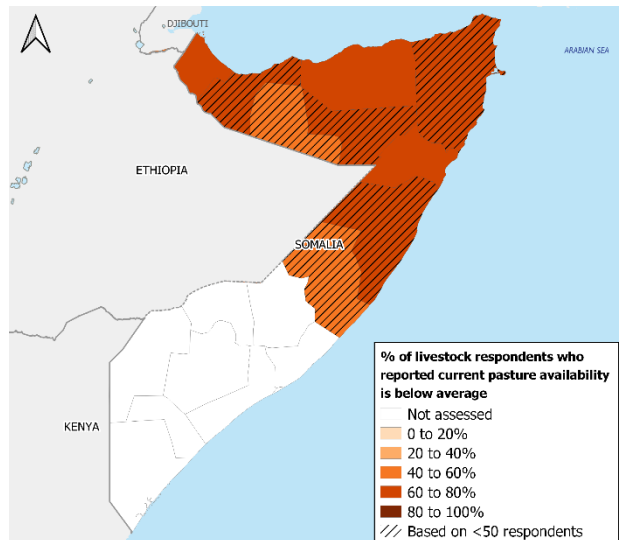 DJIBOUTI
ARABIAN SEA
ETHIOPIA
SOMALIA
KENYA
% of livestock respondents who
reported current pasture availability
is below average
Not assessed
0 to 20%
20 to 40%
40 to 60%
60 to 80%
80 to 100%
Based on <50 respondents